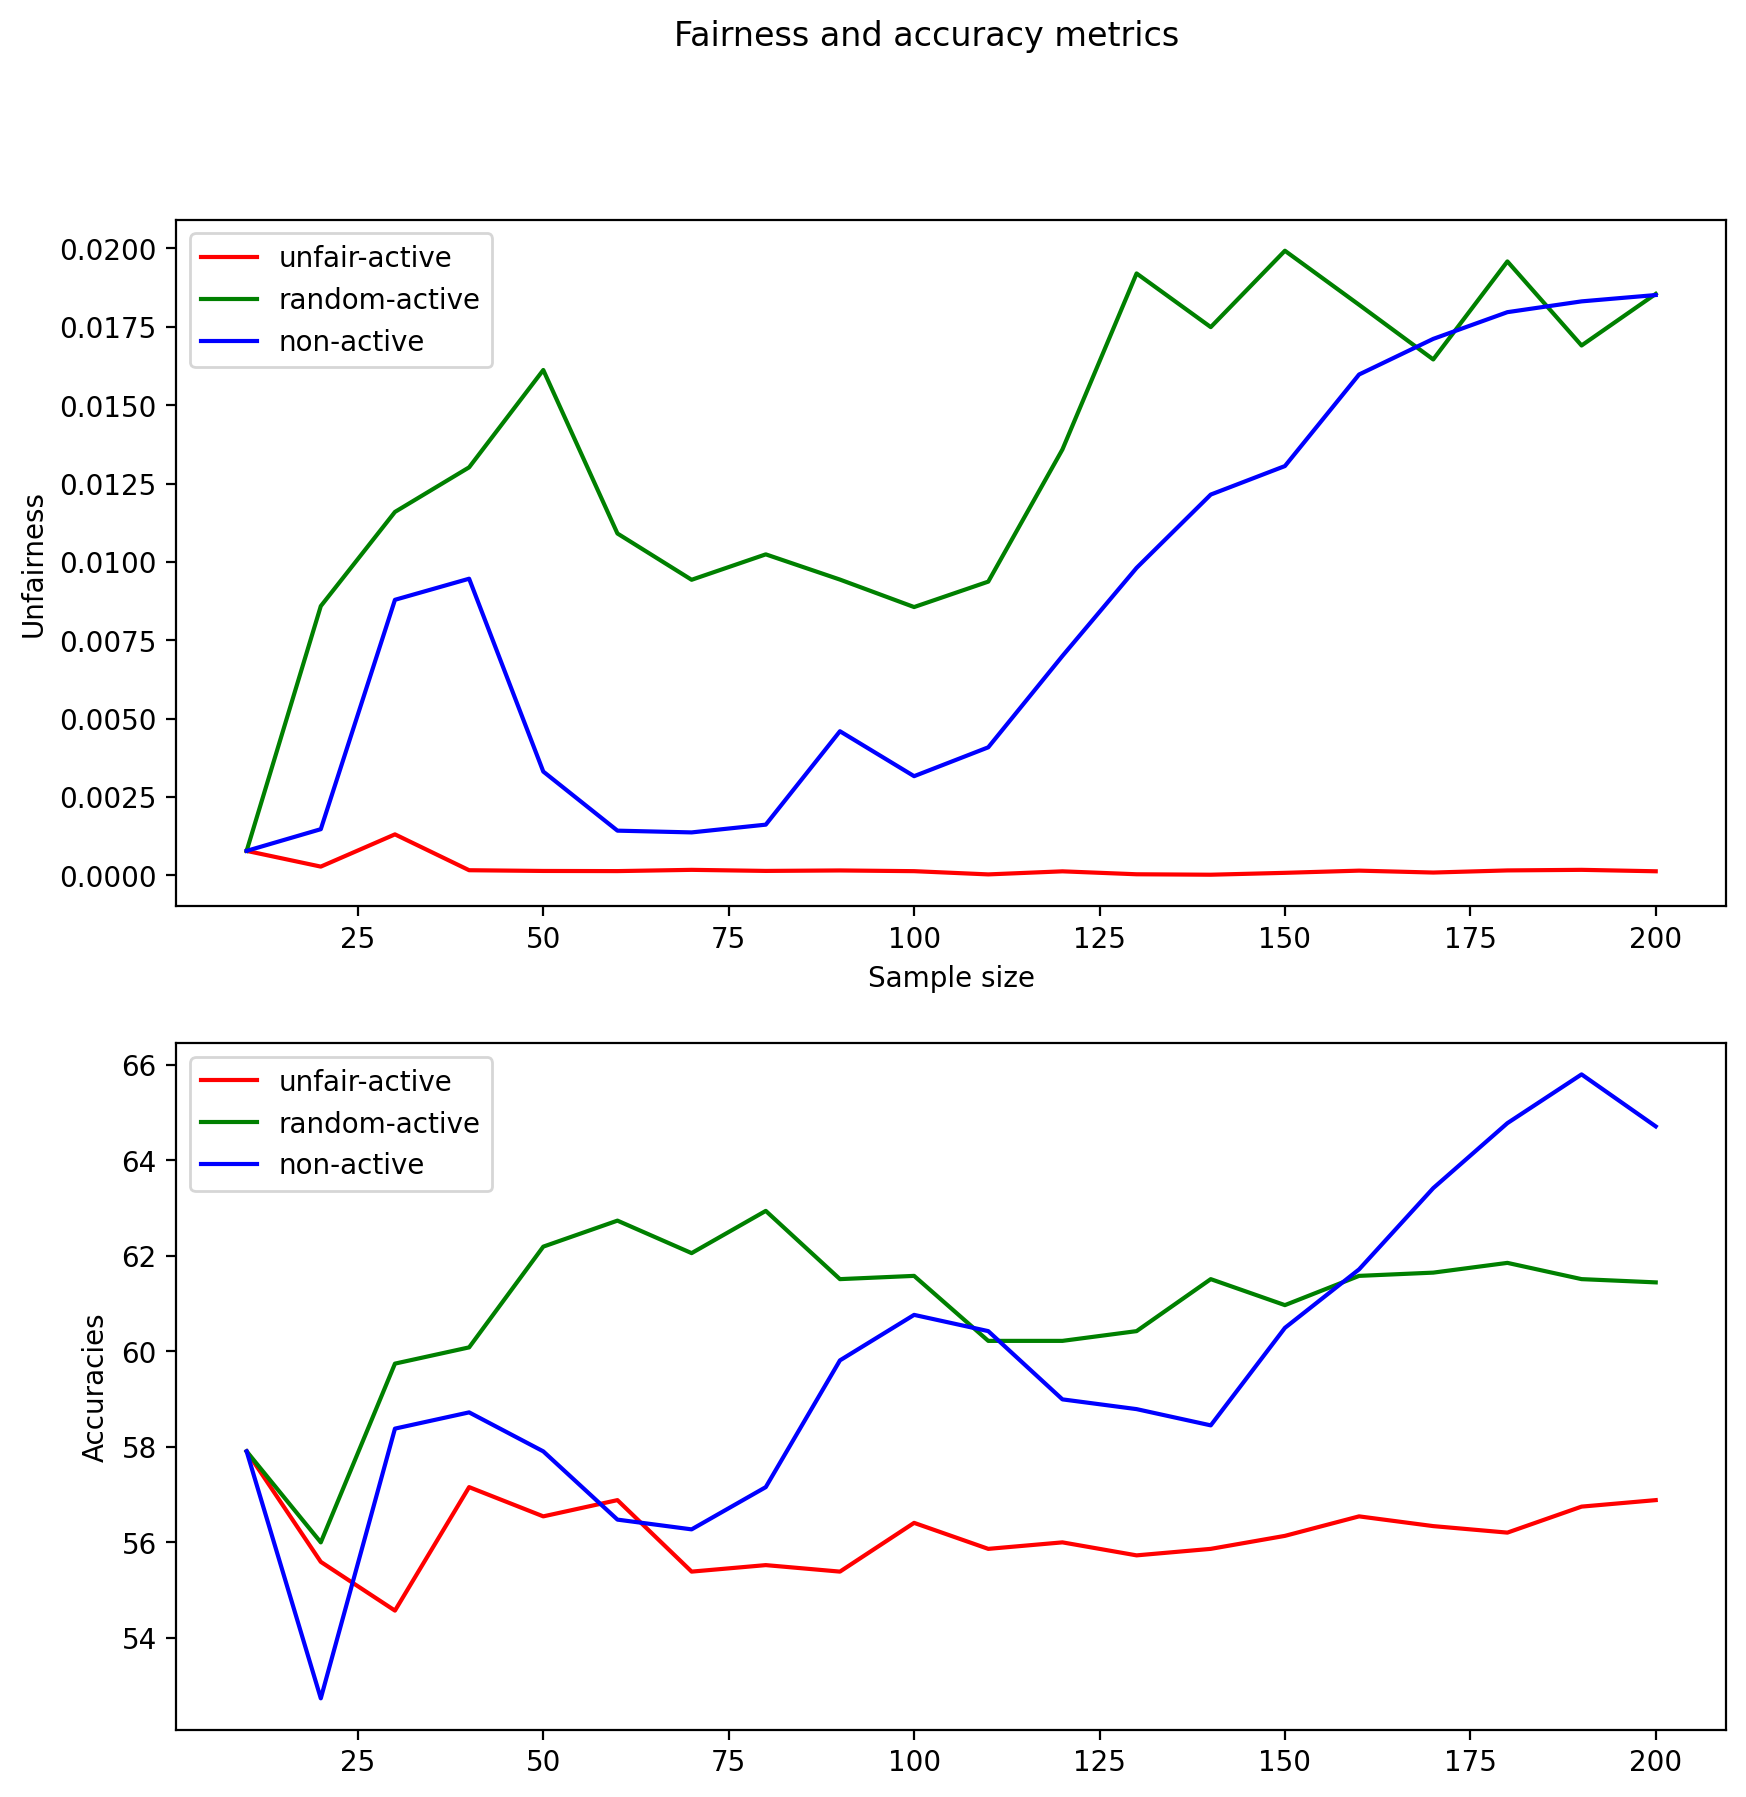 Fairness and accuracy metrics
0.0200
0.0175
0.0150
0.0125
0.0100
0.0075
0.0050
0.0025
0.0000
Unfairness
unfair-active
random-active
non-active
25 50 75 100 125 150 175 200
Sample size
66
64
62
60
58
56
54
Accuracies
unfair-active
random-active
non-active
25 50 75 100 125 150 175 200